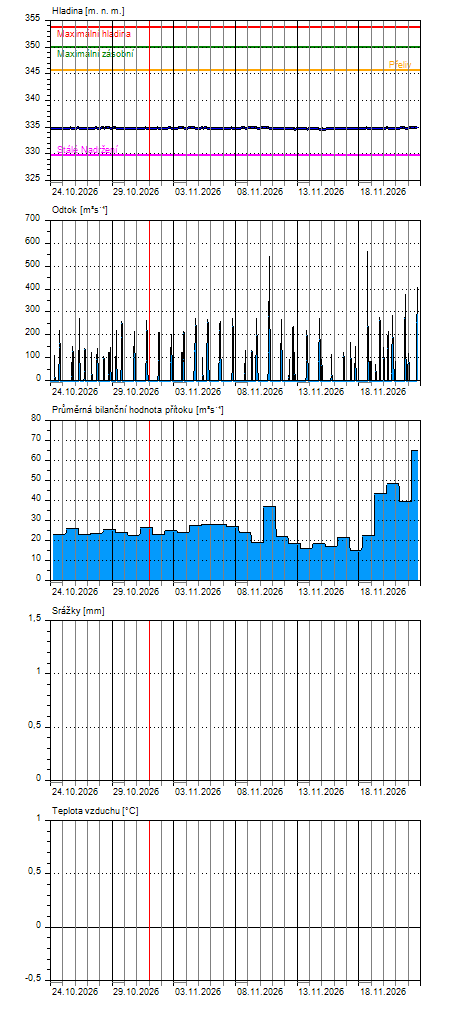 Hladina [m. n. m.]
355
Maximální hladina
350
Maximální zásobní
345
Přeliv
340
335
330
Stálé Nadržení
325
24.10.2026 29.10.2026 03.11.2026 08.11.2026 13.11.2026 18.11.2026
Odtok [m³s⁻¹]
700
600
500
400
300
200
100
0
24.10.2026 29.10.2026 03.11.2026 08.11.2026 13.11.2026 18.11.2026
Průměrná bilanční hodnota přítoku [m³s⁻¹]
80
70
60
50
40
30
20
10
0
24.10.2026 29.10.2026 03.11.2026 08.11.2026 13.11.2026 18.11.2026
Srážky [mm]
1,5
1
0,5
0
24.10.2026 29.10.2026 03.11.2026 08.11.2026 13.11.2026 18.11.2026
Teplota vzduchu [°C]
1
0,5
0
-0,5
24.10.2026 29.10.2026 03.11.2026 08.11.2026 13.11.2026 18.11.2026